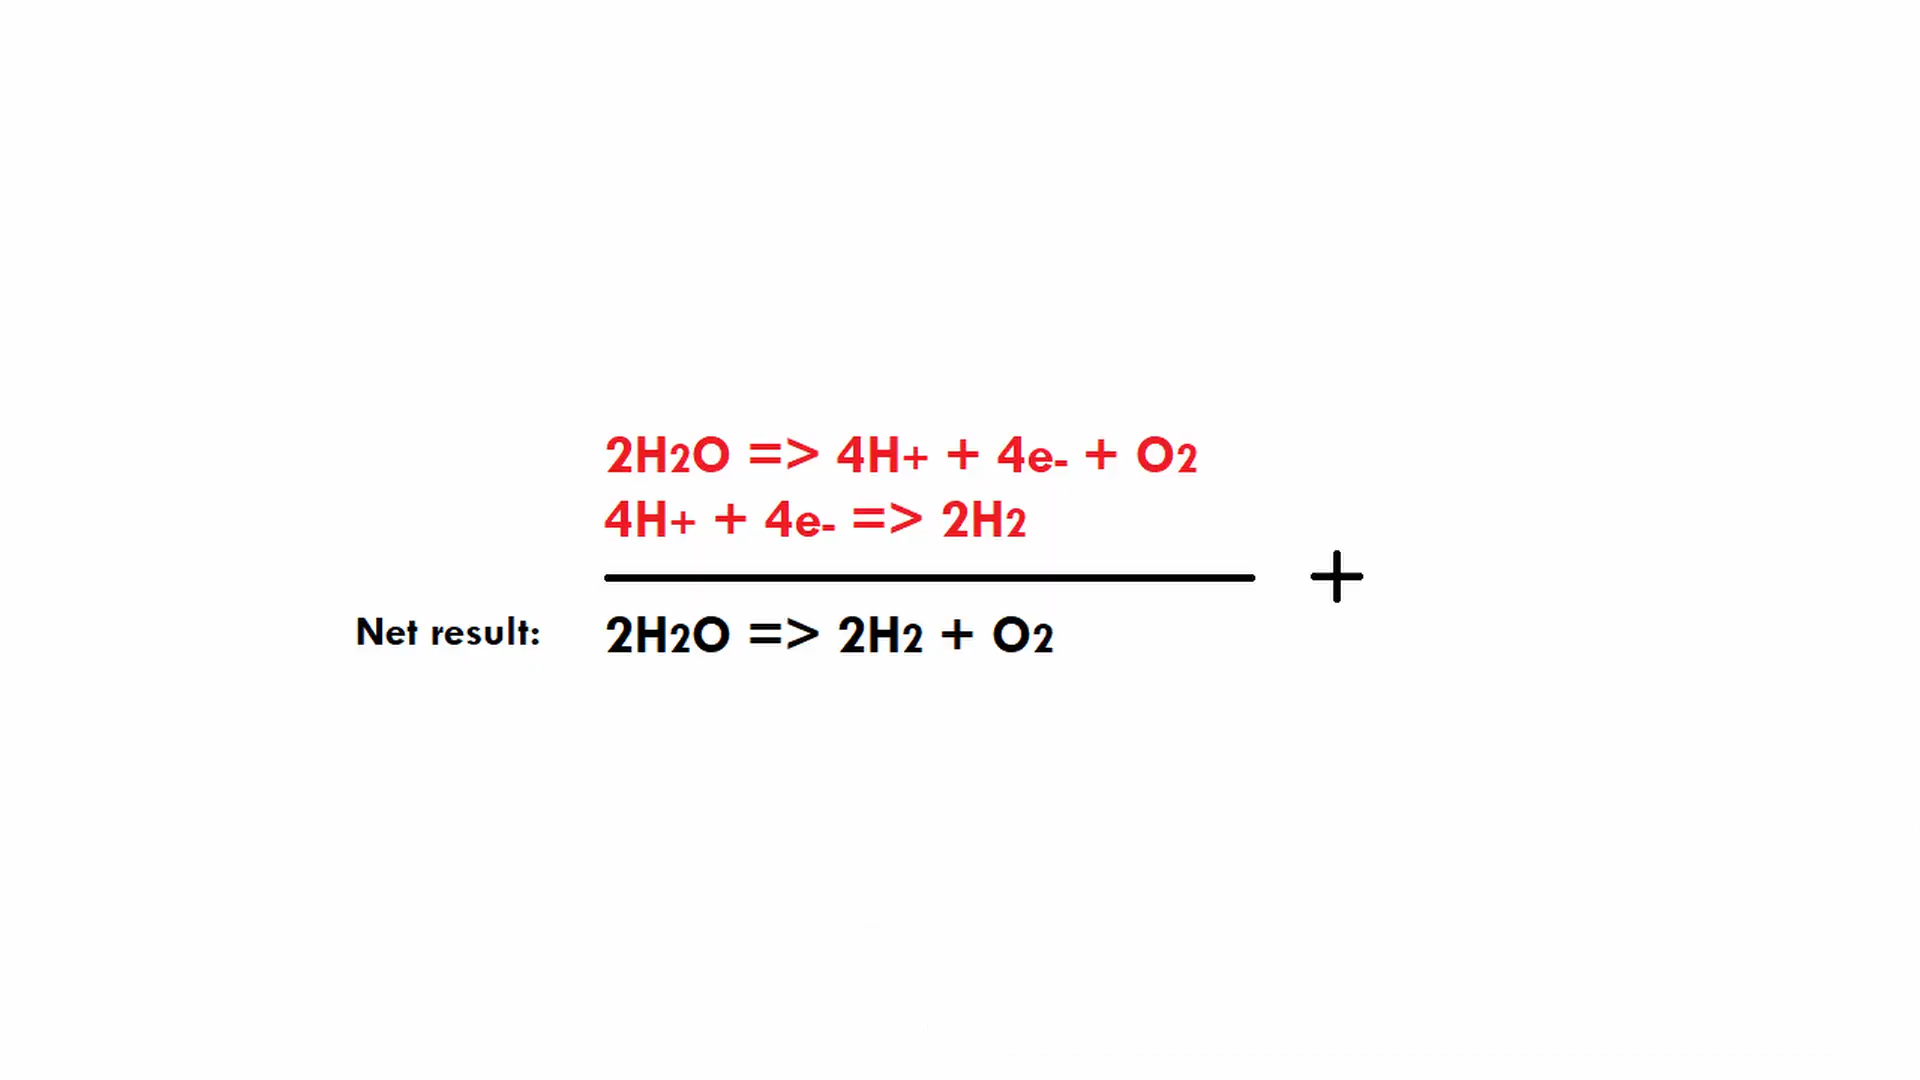 2H2O => 4H+ + 4e- + O2
4H+ + 4e- => 2H2
+
Net result: 2H2O => 2H2 + O2